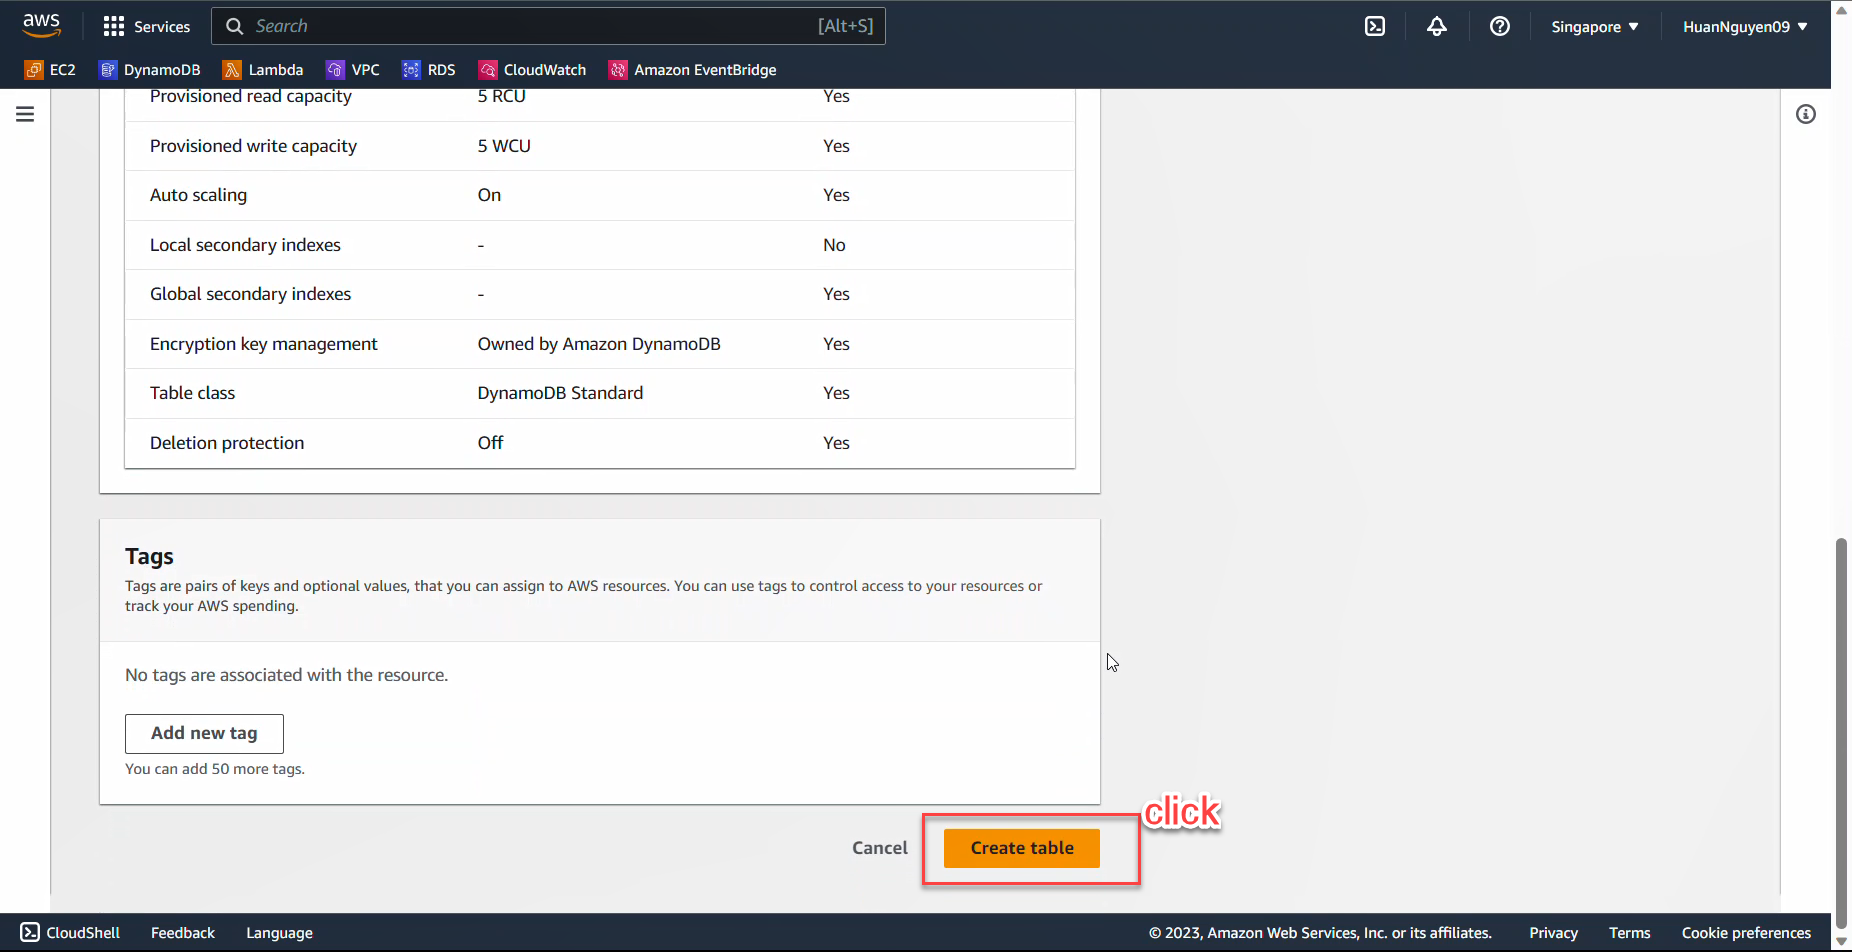 aws Services Search [Alt+S] Singapore HuanNguyen09
EC2 DynamoDB Lambda VPC RDS CloudWatch Amazon EventBridge
Provisioned read capacity 5 RCU Yes
Provisioned write capacity 5 WCU Yes
Auto scaling On Yes
Local secondary indexes - No
Global secondary indexes - Yes
Encryption key management Owned by Amazon DynamoDB Yes
Table class DynamoDB Standard Yes
Deletion protection Off Yes
Tags
Tags are pairs of keys and optional values, that you can assign to AWS resources. You can use tags to control access to your resources or
track your AWS spending.
No tags are associated with the resource.
Add new tag
You can add 50 more tags.
click
Cancel Create table
CloudShell Feedback Language © 2023, Amazon Web Services, Inc. or its affiliates. Privacy Terms Cookie preferences